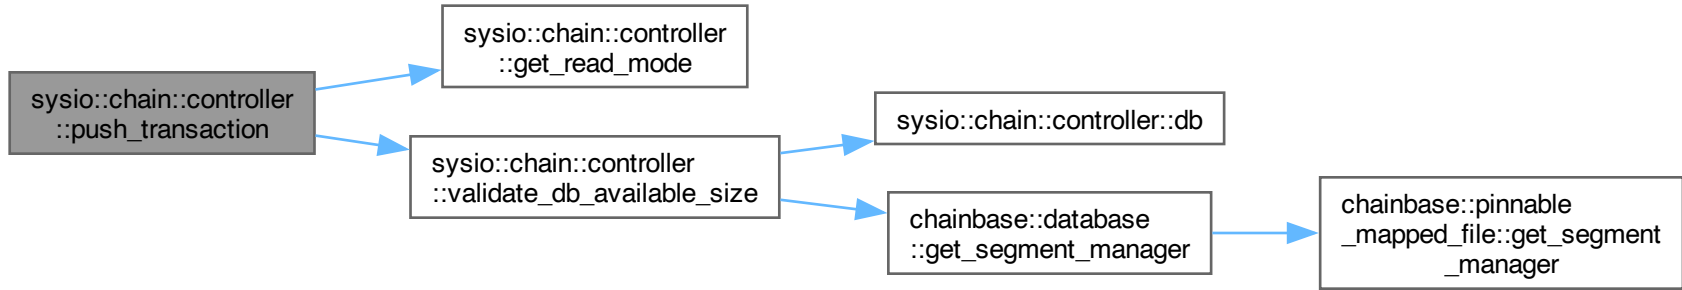 sysio::chain::controller
::push_transaction
sysio::chain::controller
::get_read_mode
sysio::chain::controller
::validate_db_available_size
sysio::chain::controller::db
chainbase::database
::get_segment_manager
chainbase::pinnable
_mapped_file::get_segment
_manager